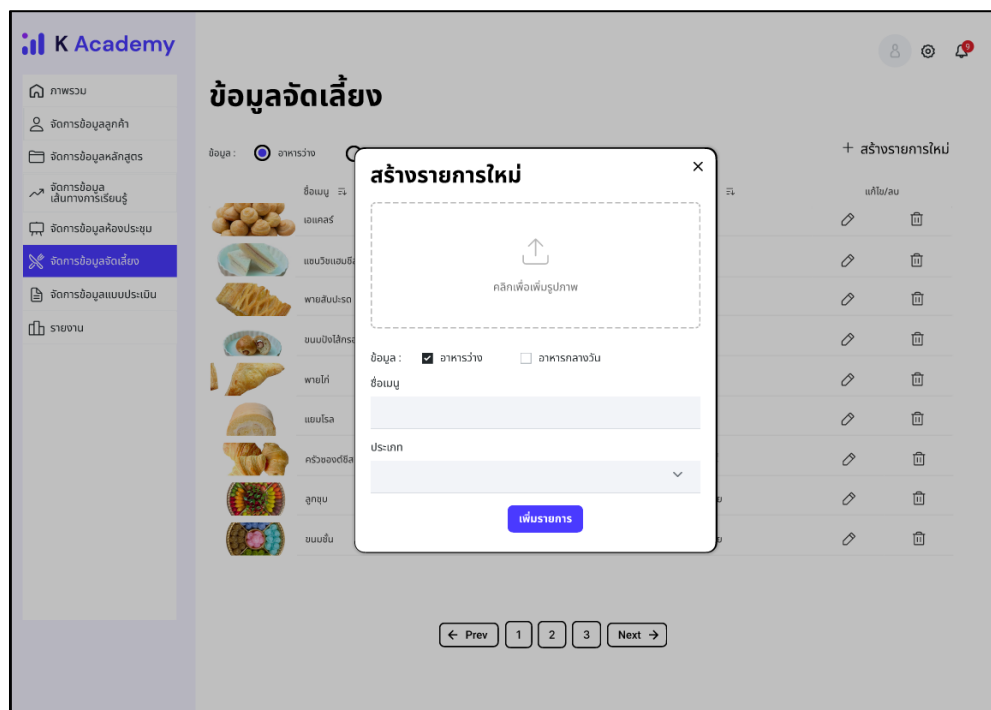 K Academy
9
ภาพรวม
จัดการข้อมูลลูกค้า
จัดการข้อมูลหลักสูตร
จัดการข้อมูล
เส้นทางการเรียนรู้
จัดการข้อมูลห้องประชุม
จัดการข้อมูลจัดเลี้ยง
จัดการข้อมูลแบบประเมิน
รายงาน
ข้อมูลจัดเลี้ยง
ข้อมูล : อาหารว่าง
+ สร้างรายการใหม่
ชื่อเมนู
แก้ไข/ลบ
เอแคลร์
พายสับปะรด
พายไก่
แยมโรล
ลูกชุบ
ขนมชั้น
สร้างรายการใหม่
คลิกเพื่อเพิ่มรูปภาพ
ข้อมูล : อาหารว่าง อาหารกลางวัน
ชื่อเมนู
ประเภท
เพิ่มรายการ
← Prev 1 2 3 Next →